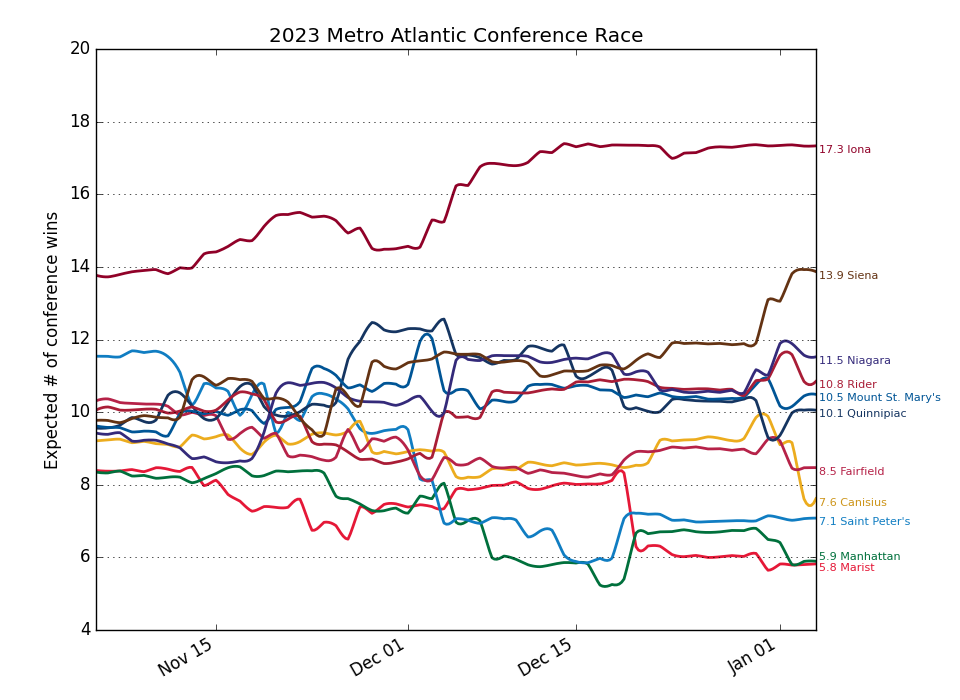 2023 Metro Atlantic Conference Race
Expected # of conference wins
20
18
16
14
12
10
8
6
4
17.3 Iona
13.9 Siena
11.5 Niagara
10.8 Rider
10.5 Mount St. Mary's
10.1 Quinnipiac
8.5 Fairfield
7.6 Canisius
7.1 Saint Peter's
5.9 Manhattan
5.8 Marist
Nov 15
Dec 01
Dec 15
Jan 01